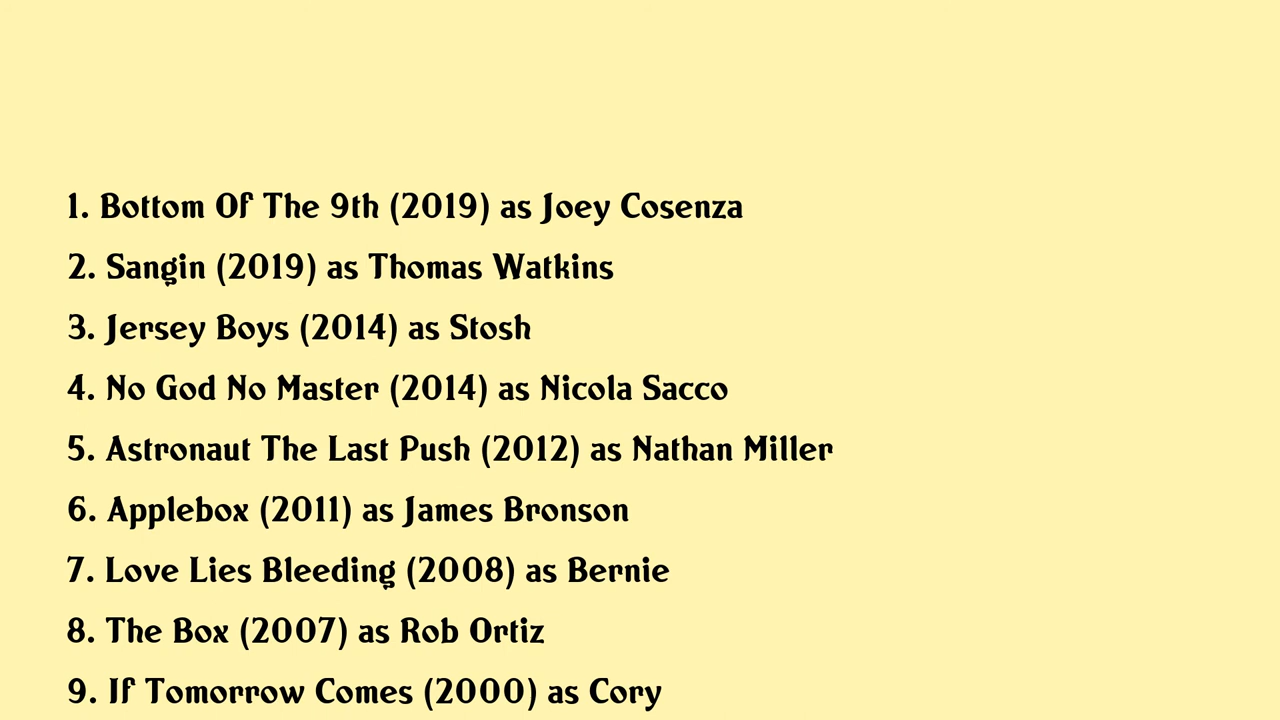 1. Bottom Of The 9th (2019) as Joey Cosenza
2. Sangin (2019) as Thomas Watkins
3. Jersey Boys (2014) as Stosh
4. No God No Master (2014) as Nicola Sacco
5. Astronaut The Last Push (2012) as Nathan Miller
6. Applebox (2011) as James Bronson
7. Love Lies Bleeding (2008) as Bernie
8. The Box (2007) as Rob Ortiz
9. If Tomorrow Comes (2000) as Cory